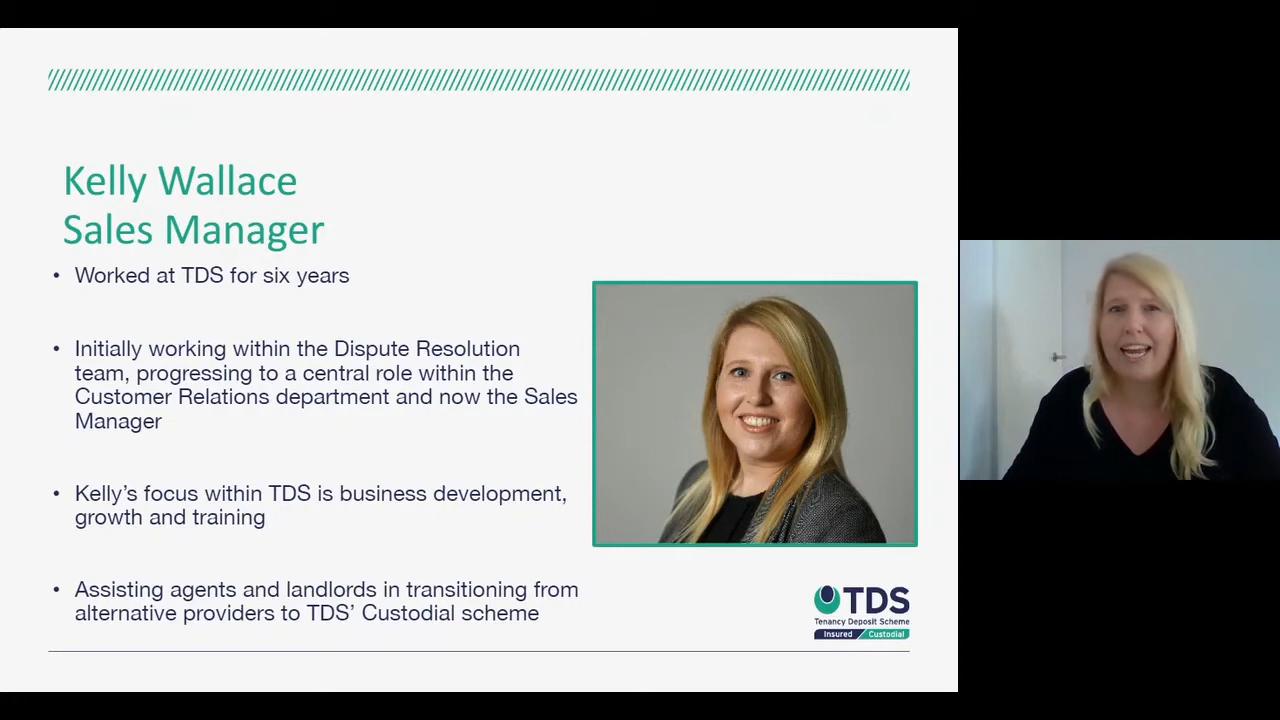 Kelly Wallace
Sales Manager
• Worked at TDS for six years
• Initially working within the Dispute Resolution
team, progressing to a central role within the
Customer Relations department and now the Sales
Manager
• Kelly’s focus within TDS is business development,
growth and training
• Assisting agents and landlords in transitioning from
alternative providers to TDS’ Custodial scheme
TDS
Tenancy Deposit Scheme
Insured Custodial